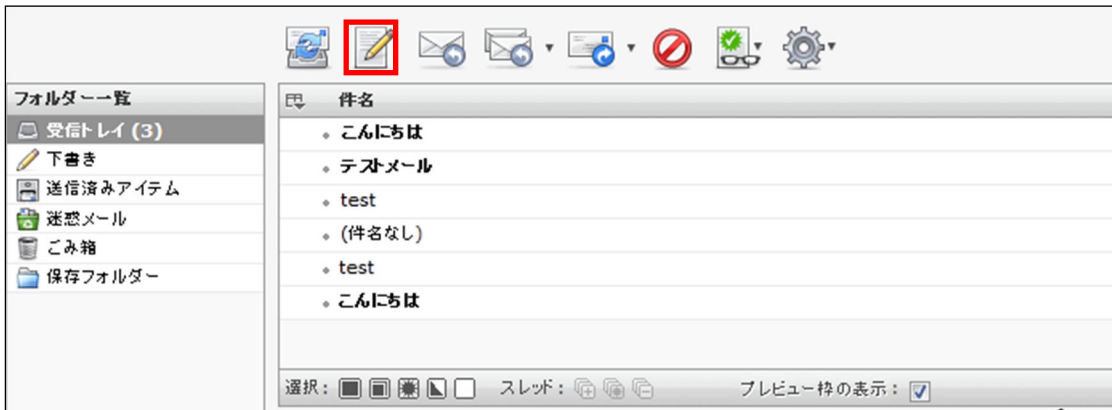 フォルダー一覧
件名
受信トレイ (3)
こんにちは
下書き
テストメール
送信済みアイテム
test
迷惑メール
(件名なし)
ごみ箱
test
保存フォルダー
こんにちは
選択: スレッド: プレビュー枠の表示: